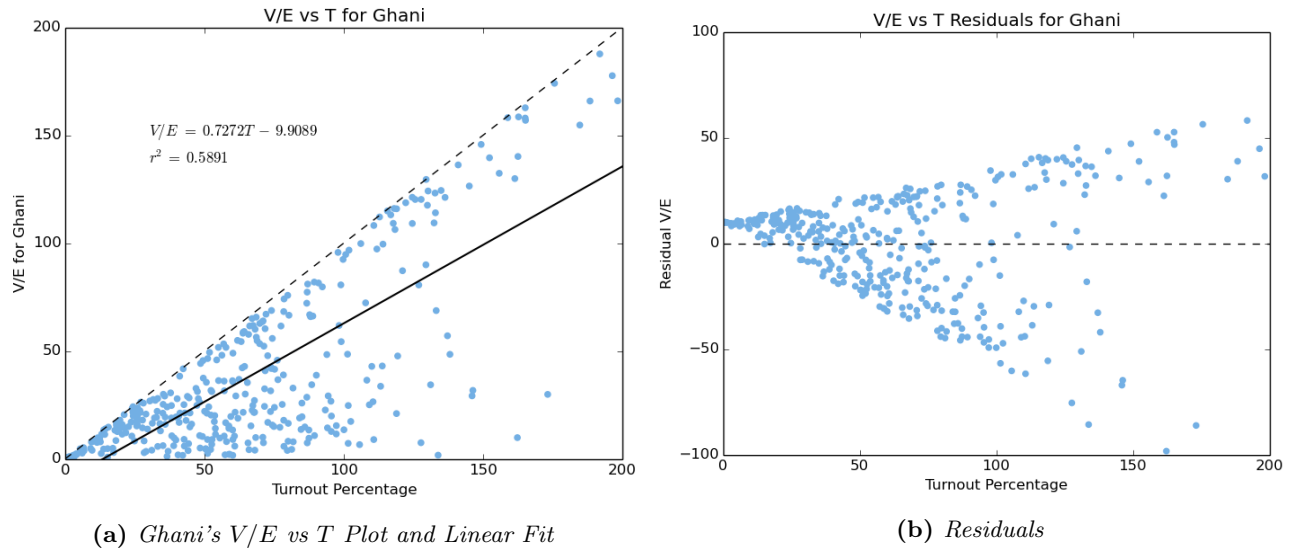 V/E vs T for Ghani
200
150
100
50
0
0 50 100 150 200
V/E for Ghani
V/E = 0.7272T − 9.9089
r² = 0.5891
Turnout Percentage
(a) Ghani's V/E vs T Plot and Linear Fit
V/E vs T Residuals for Ghani
100
50
0
−50
−100
0 50 100 150 200
Residual V/E
Turnout Percentage
(b) Residuals